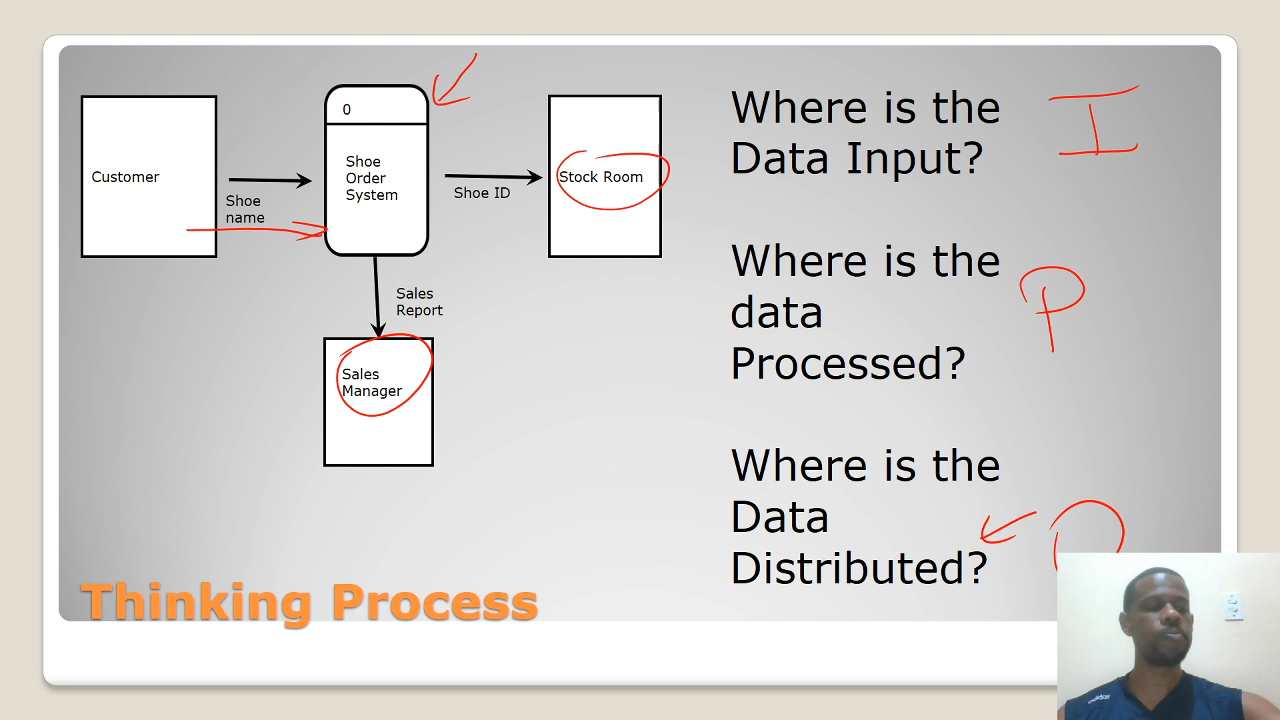 0
Customer
Shoe
Order
System
Shoe
name
Shoe ID
Stock Room
Sales
Report
Sales
Manager
Where is the
Data Input?
I
Where is the
data
Processed?
P
Where is the
Data
Distributed?
Thinking Process
adidas